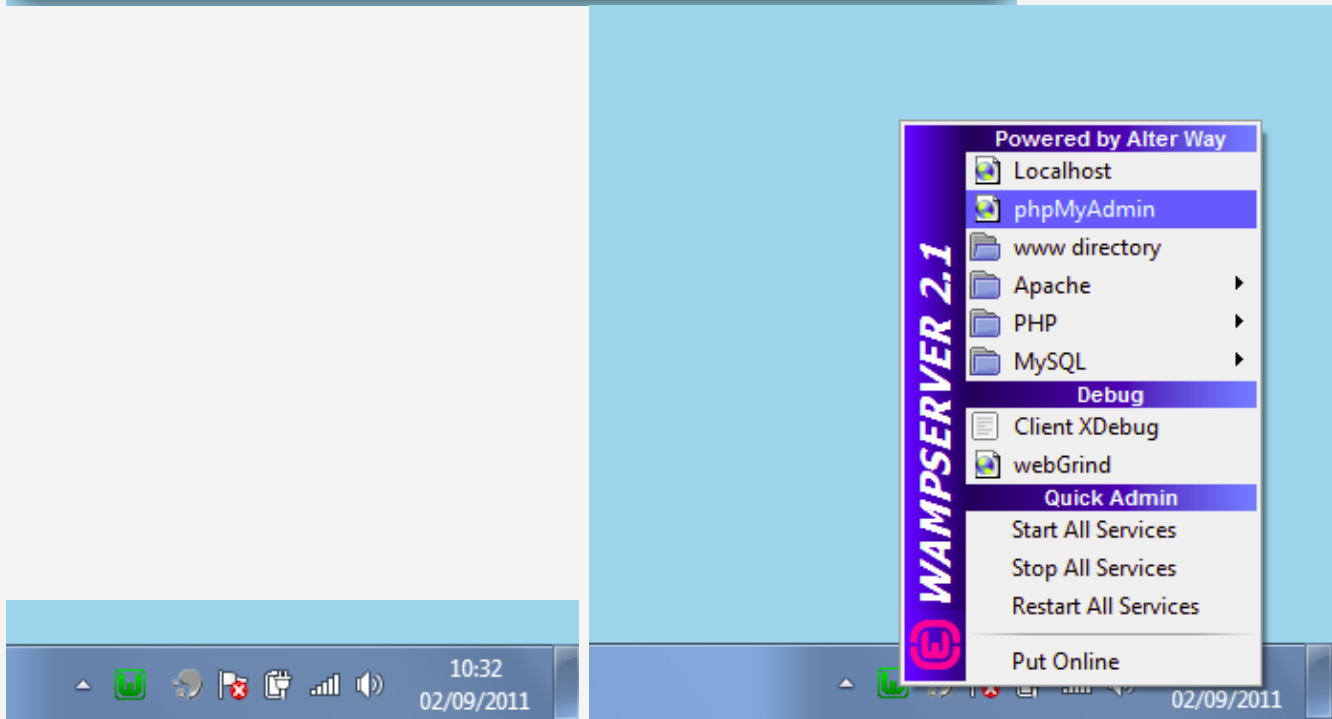 10:32
02/09/2011
WAMPSERVER 2.1
Powered by Alter Way
Localhost
phpMyAdmin
www directory
Apache
PHP
MySQL
Debug
Client XDebug
webGrind
Quick Admin
Start All Services
Stop All Services
Restart All Services
Put Online
02/09/2011